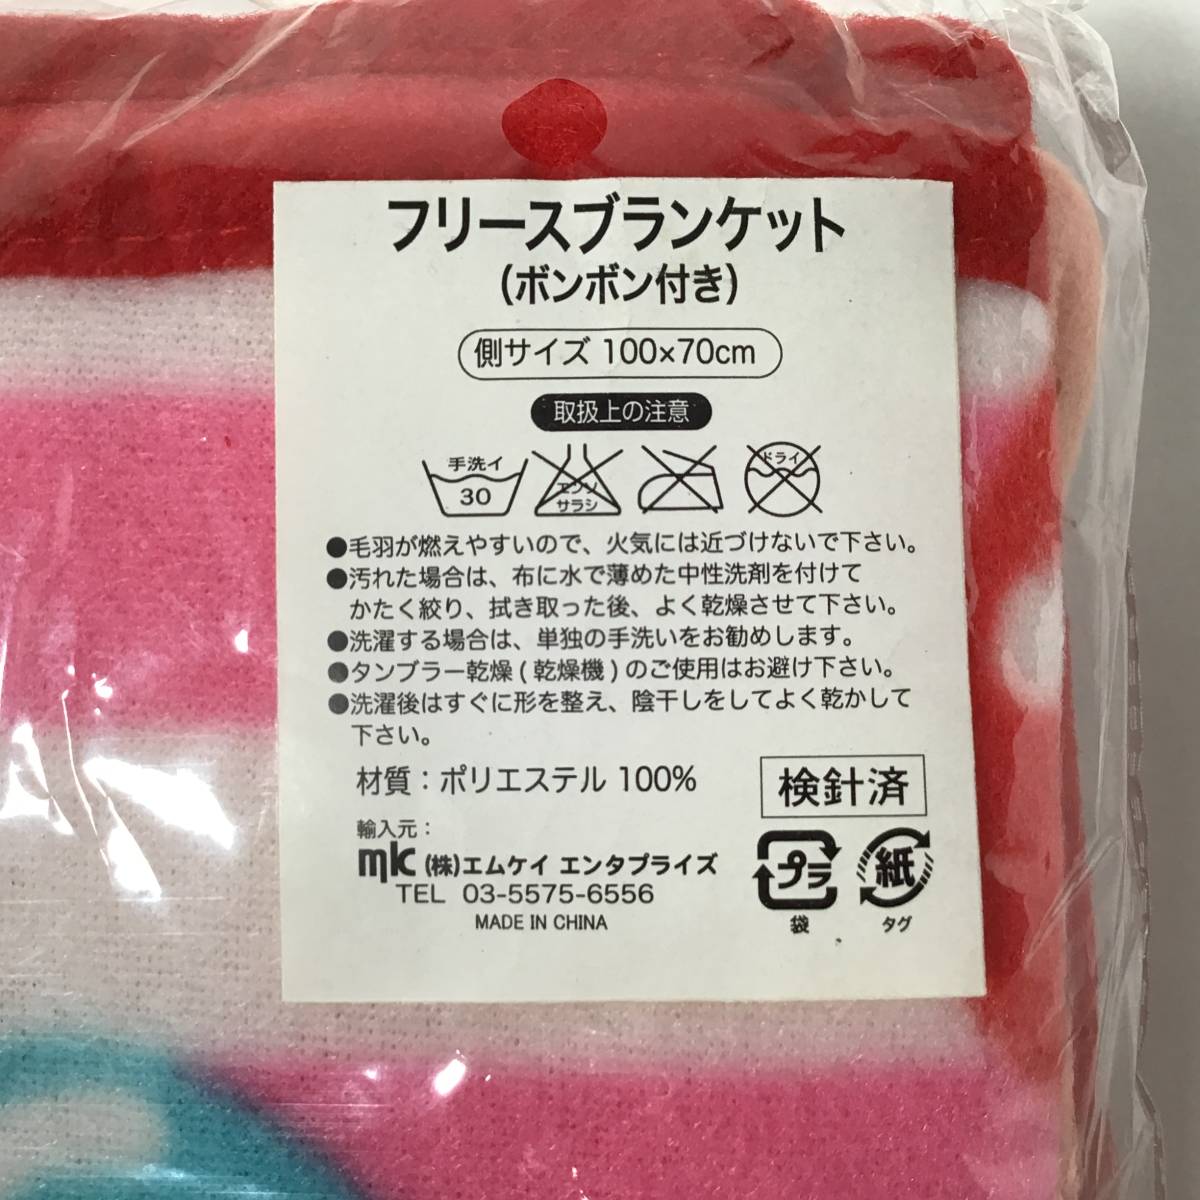 フリースブランケット
(ボンボン付き)
側サイズ 100×70cm
取扱上の注意
手洗イ
30
エンソ
サラシ
ドライ
●毛羽が燃えやすいので、火気には近づけないで下さい。
●汚れた場合は、布に水で薄めた中性洗剤を付けて
かたく絞り、拭き取った後、よく乾燥させて下さい。
●洗濯する場合は、単独の手洗いをお勧めします。
●タンブラー乾燥(乾燥機)のご使用はお避け下さい。
●洗濯後はすぐに形を整え、陰干しをしてよく乾かして
下さい。
材質：ポリエステル 100%
検針済
輸入元：
mk (株)エムケイ エンタプライズ
TEL 03-5575-6556
MADE IN CHINA
プラ
袋
紙
タグ